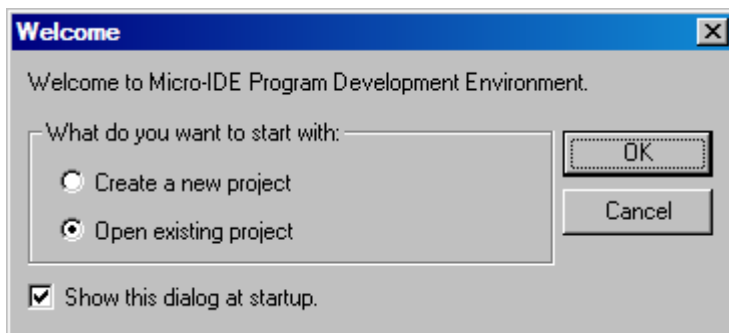 Welcome
Welcome to Micro-IDE Program Development Environment.
What do you want to start with:
Create a new project
Open existing project
OK
Cancel
Show this dialog at startup.